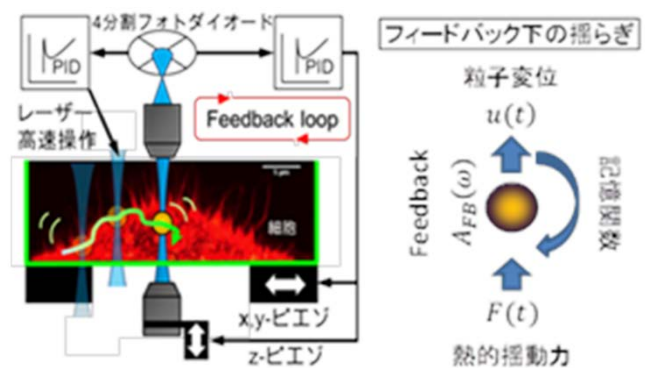 4分割フォトダイオード
PID
PID
レーザー
高速操作
Feedback loop
細胞
x,y-ピエゾ
z-ピエゾ
フィードバック下の揺らぎ
粒子変位
u(t)
Feedback
A_{FB}(ω)
記憶関数
F(t)
熱的揺動力